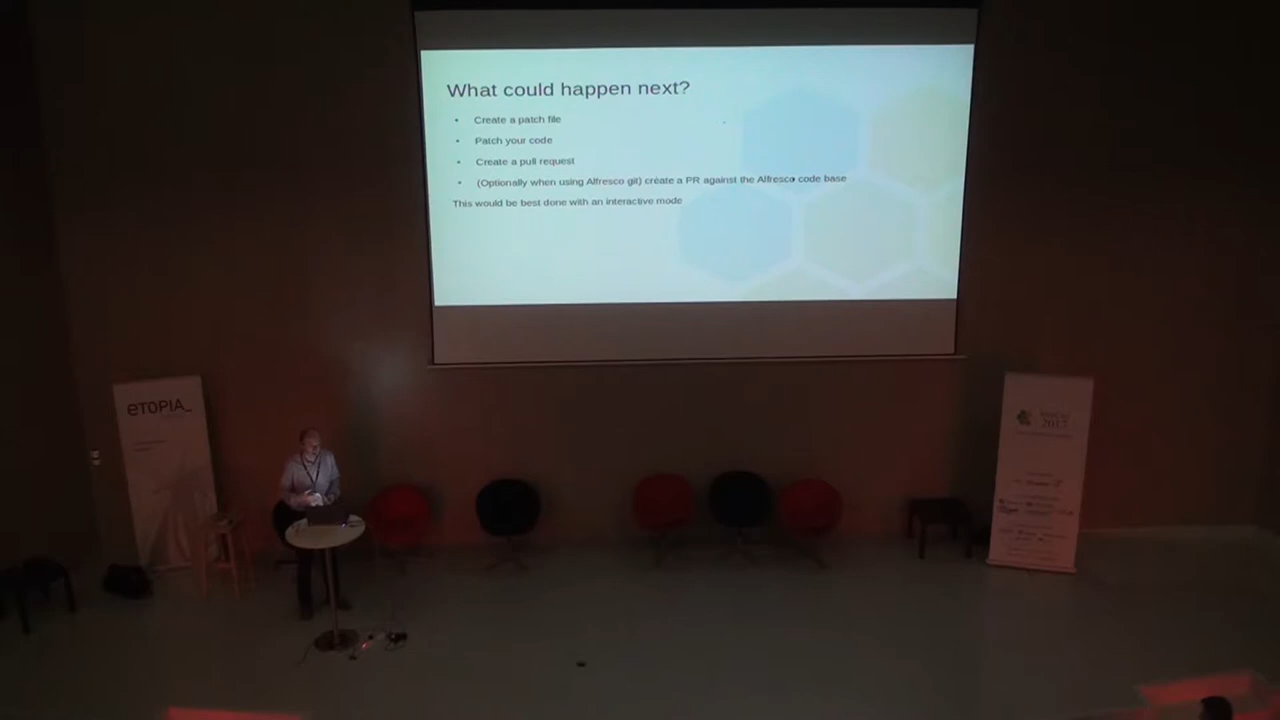 What could happen next?
• Create a patch file
• Patch your code
• Create a pull request
• (Optionally when using Alfresco git) create a PR against the Alfresco code base
This would be best done with an interactive mode
eTOPIA_
2017